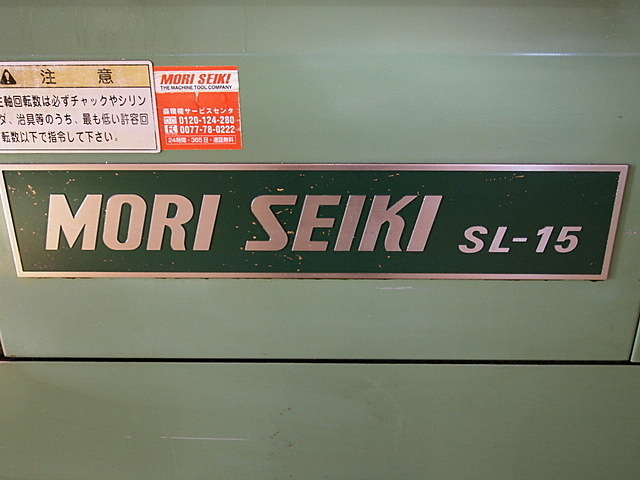 注意
主軸回転数は必ずチャックやシリン
ダ、治具等のうち、最も低い許容回
転数以下で指令して下さい。
MORI SEIKI
THE MACHINE TOOL COMPANY
森精機サービスセンタ
0120-124-280
0077-78-0222
24時間・365日・通話無料
MORI SEIKI SL-15